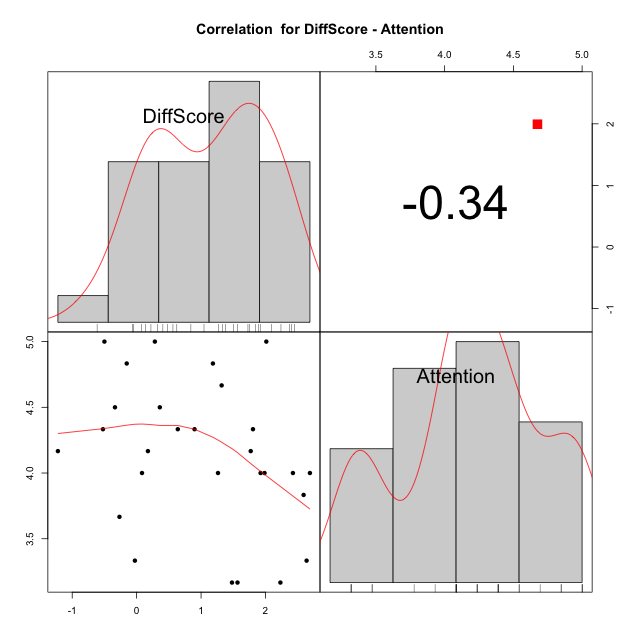 Correlation  for DiffScore - Attention
3.5 4.0 4.5 5.0
DiffScore
-0.34
2
1
0
-1
5.0
4.5
4.0
3.5
Attention
-1 0 1 2